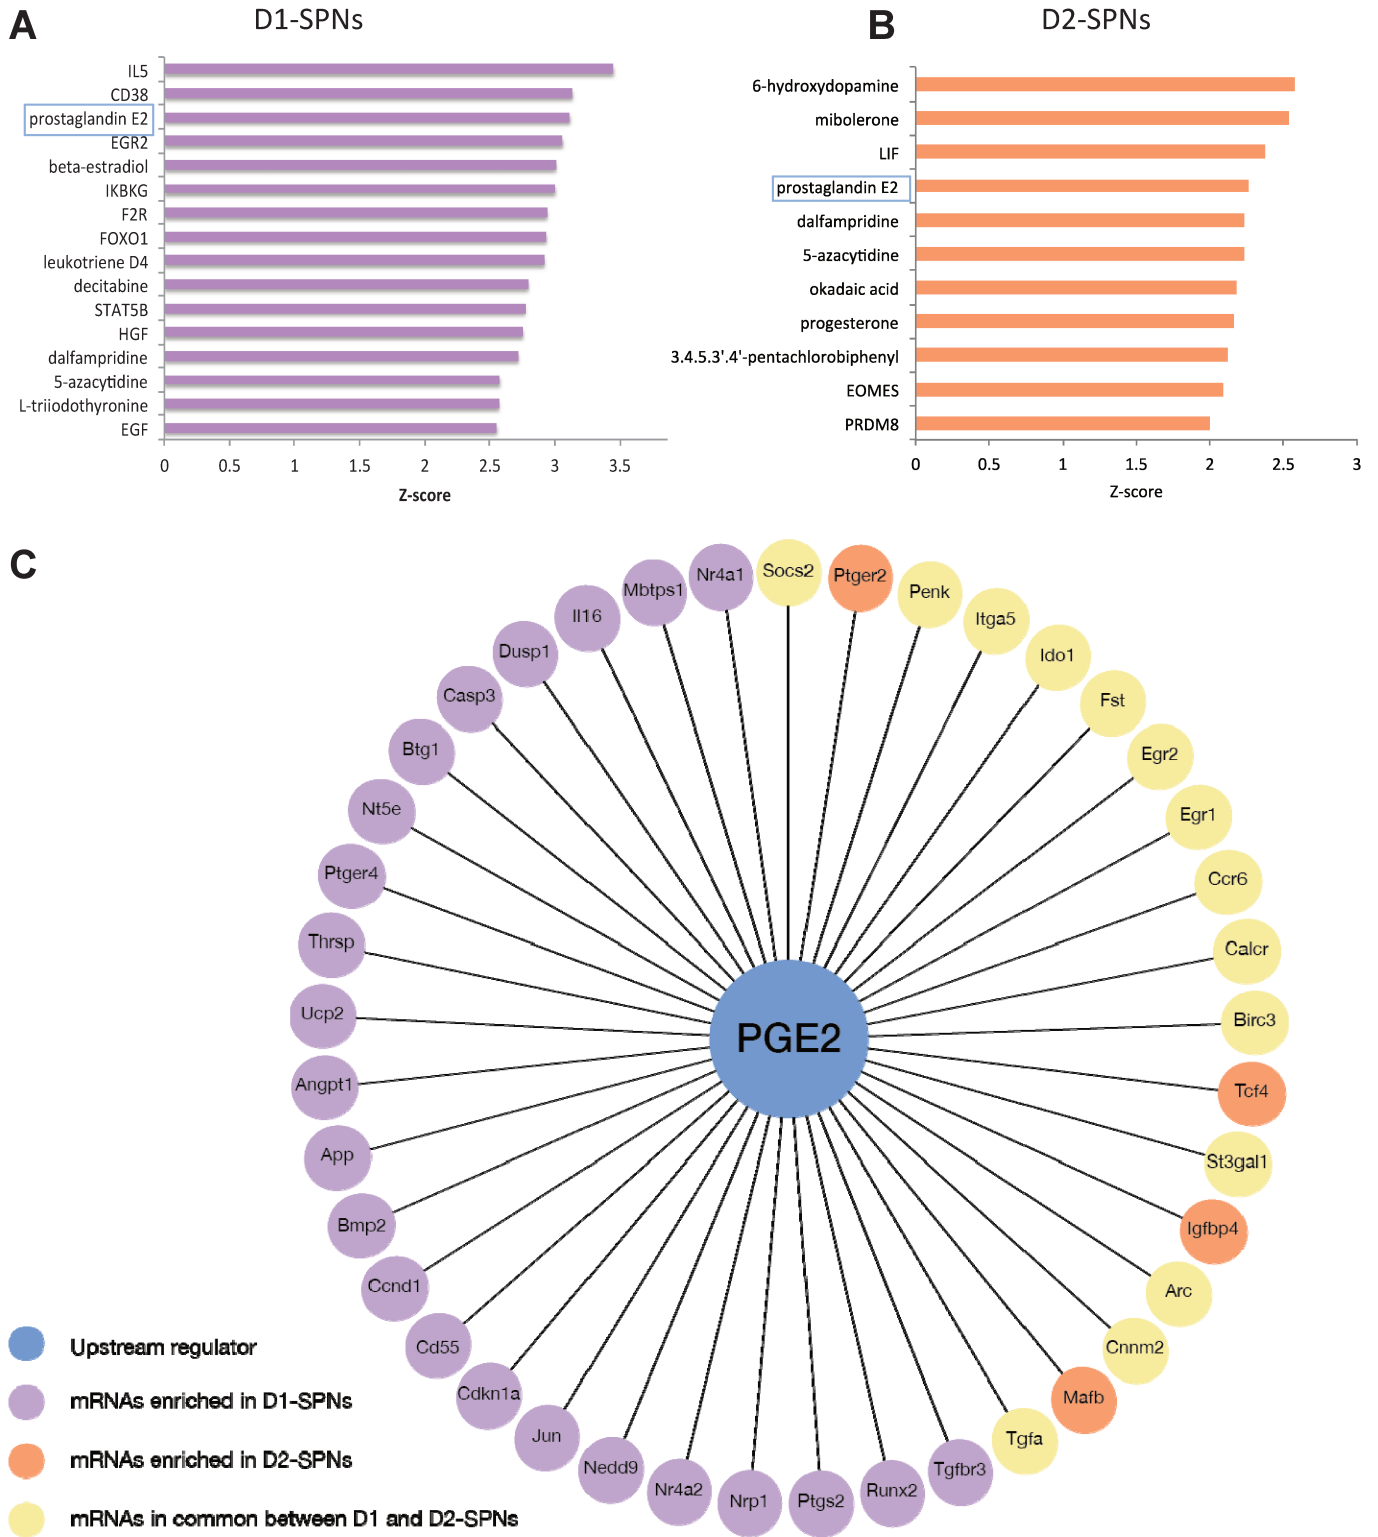 A
D1-SPNs
IL5
CD38
prostaglandin E2
EGR2
beta-estradiol
IKBKG
F2R
FOXO1
leukotriene D4
decitabine
STAT5B
HGF
dalfampridine
5-azacytidine
L-triiodothyronine
EGF
0 0.5 1 1.5 2 2.5 3 3.5
Z-score
B
D2-SPNs
6-hydroxydopamine
mibolerone
LIF
prostaglandin E2
dalfampridine
5-azacytidine
okadaic acid
progesterone
3.4.5.3'.4'-pentachlorobiphenyl
EOMES
PRDM8
0 0.5 1 1.5 2 2.5 3
Z-score
C
Socs2
Ptger2
Penk
Itga5
Ido1
Fst
Egr2
Egr1
Ccr6
Calcr
Birc3
Tcf4
St3gal1
Igfbp4
Arc
Cnnm2
Mafb
Tgfa
Tgfbr3
Runx2
Ptgs2
Nrp1
Nr4a2
Nedd9
Jun
Cdkn1a
Cd55
Ccnd1
Bmp2
App
Angpt1
Ucp2
Thrsp
Ptger4
Nt5e
Btg1
Casp3
Dusp1
Il16
Mbtps1
Nr4a1
PGE2
Upstream regulator
mRNAs enriched in D1-SPNs
mRNAs enriched in D2-SPNs
mRNAs in common between D1 and D2-SPNs